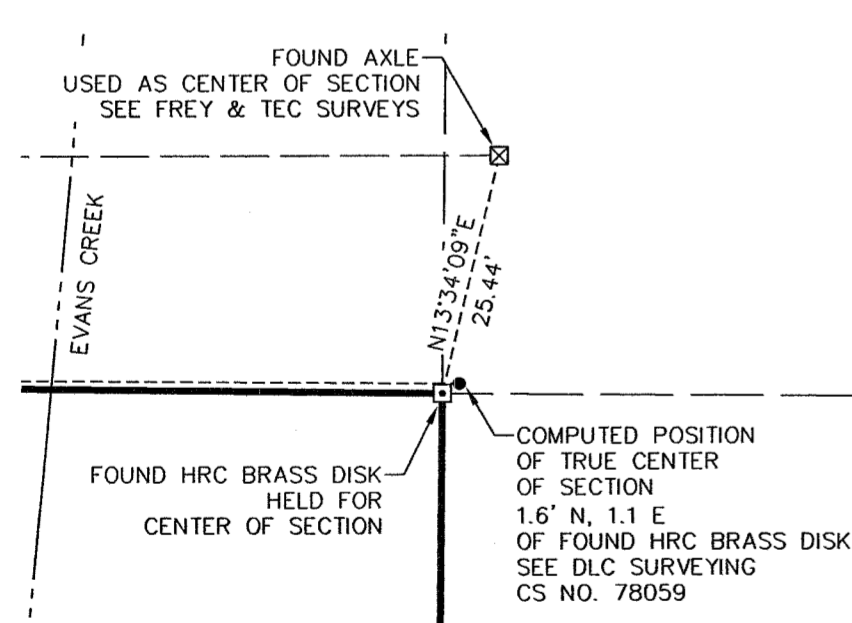 FOUND AXLE
USED AS CENTER OF SECTION
SEE FREY & TEC SURVEYS
EVANS CREEK
N13°34'09"E
25.44'
FOUND HRC BRASS DISK
HELD FOR
CENTER OF SECTION
COMPUTED POSITION
OF TRUE CENTER
OF SECTION
1.6' N, 1.1 E
OF FOUND HRC BRASS DISK
SEE DLC SURVEYING
CS NO. 78059